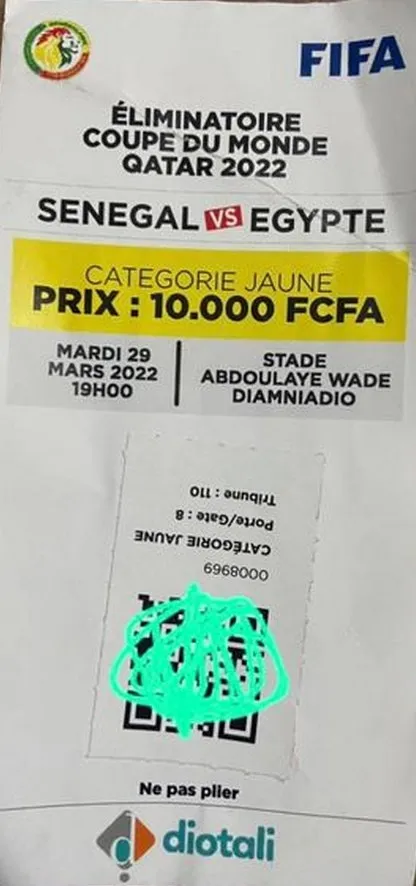 FIFA
ÉLIMINATOIRE
COUPE DU MONDE
QATAR 2022
SENEGAL VS EGYPTE
CATEGORIE JAUNE
PRIX : 10.000 FCFA
MARDI 29
MARS 2022
19H00
STADE
ABDOULAYE WADE
DIAMNIADIO
0008969
CATÉGORIE JAUNE
Porte/Gate : 8
Tribune : 110
Ne pas plier
diotali